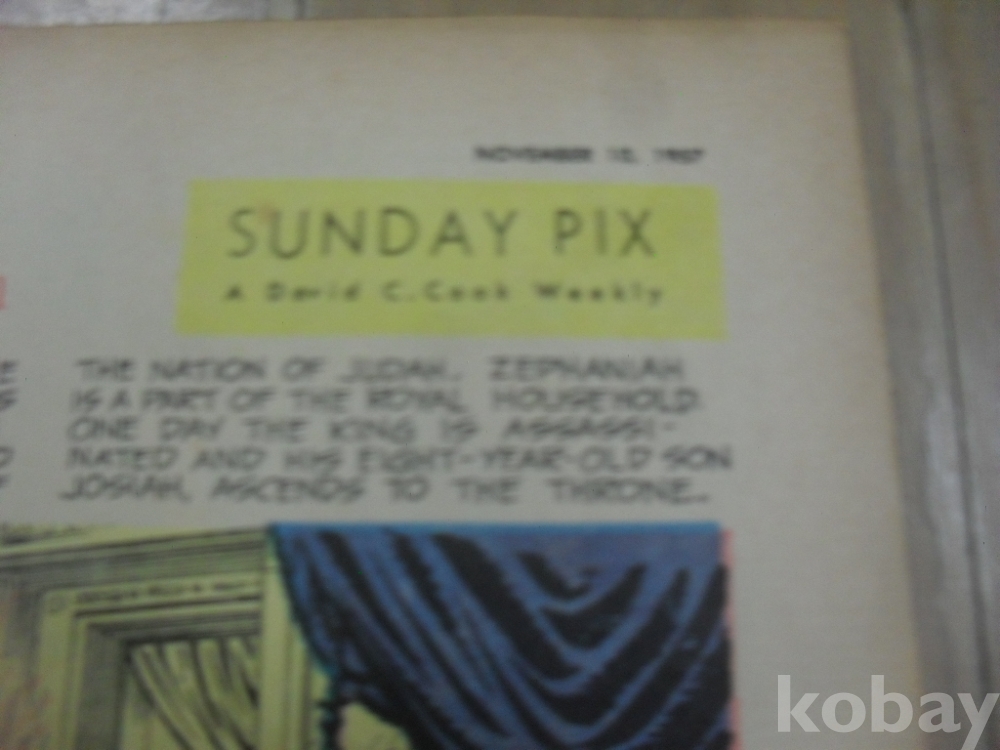 NOVEMBER 10, 1957
SUNDAY PIX
A David C. Cook Weekly
THE NATION OF JUDAH. ZEPHANIAH
IS A PART OF THE ROYAL HOUSEHOLD.
ONE DAY THE KING IS ASSASSI-
NATED AND HIS EIGHT-YEAR-OLD SON
JOSIAH, ASCENDS TO THE THRONE.
kobay